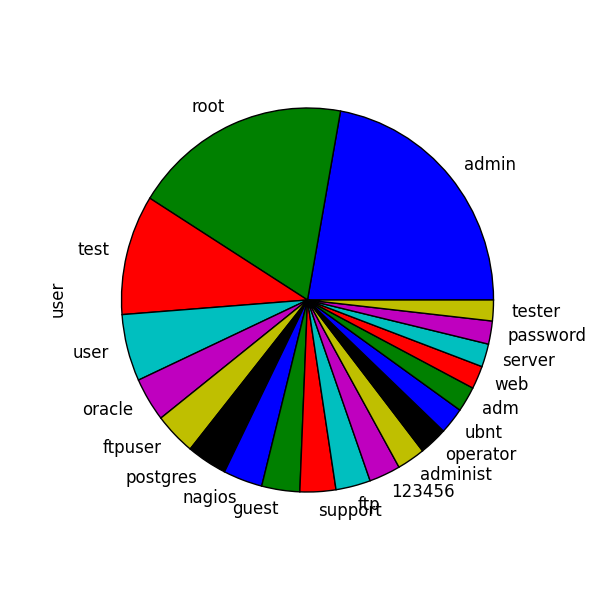 root
admin
test
user
user
oracle
ftpuser
postgres
nagios
guest
support
ftp
123456
administ
operator
ubnt
adm
web
server
password
tester